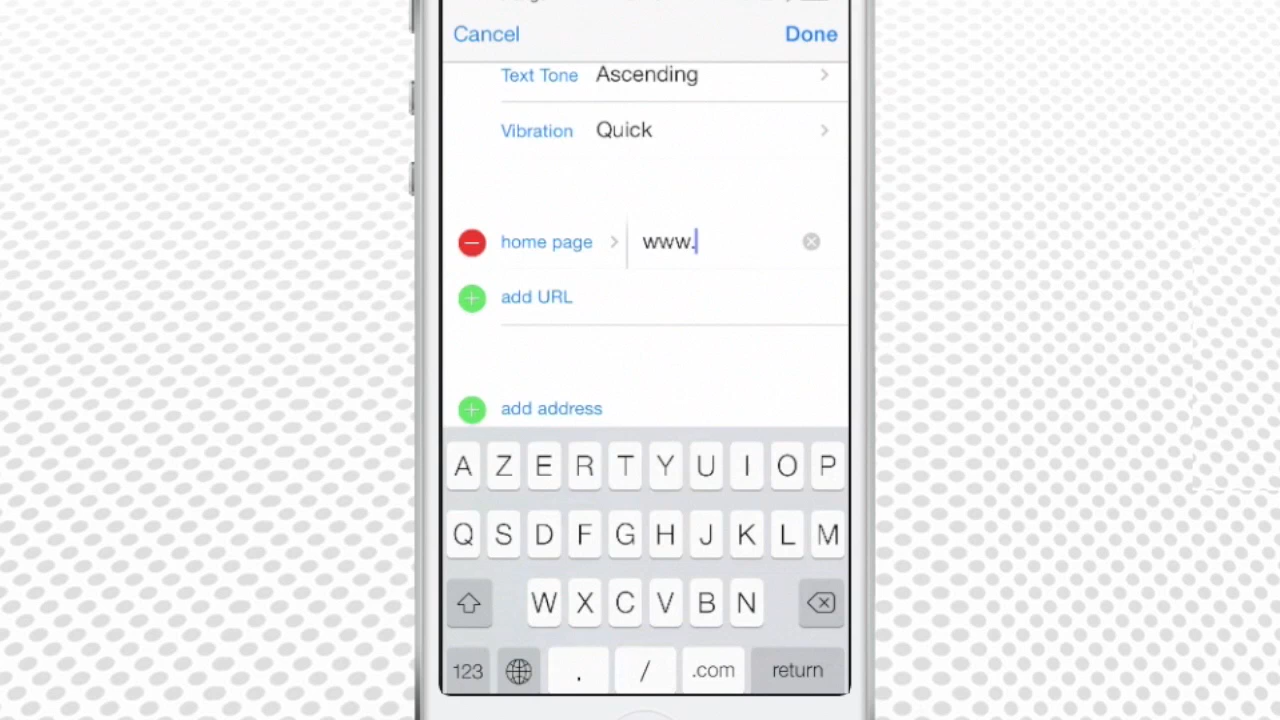 Cancel Done
Text Tone Ascending
Vibration Quick
home page www.
add URL
add address
A Z E R T Y U I O P
Q S D F G H J K L M
W X C V B N
123 . / .com return